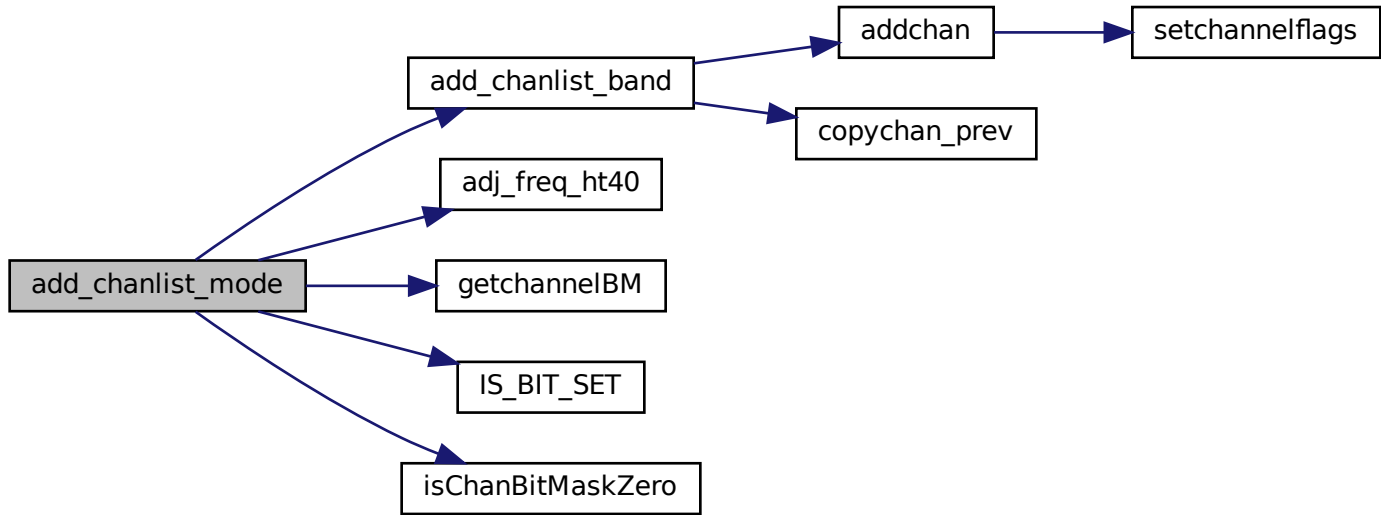 addchan
setchannelflags
add_chanlist_band
copychan_prev
adj_freq_ht40
add_chanlist_mode
getchannelBM
IS_BIT_SET
isChanBitMaskZero